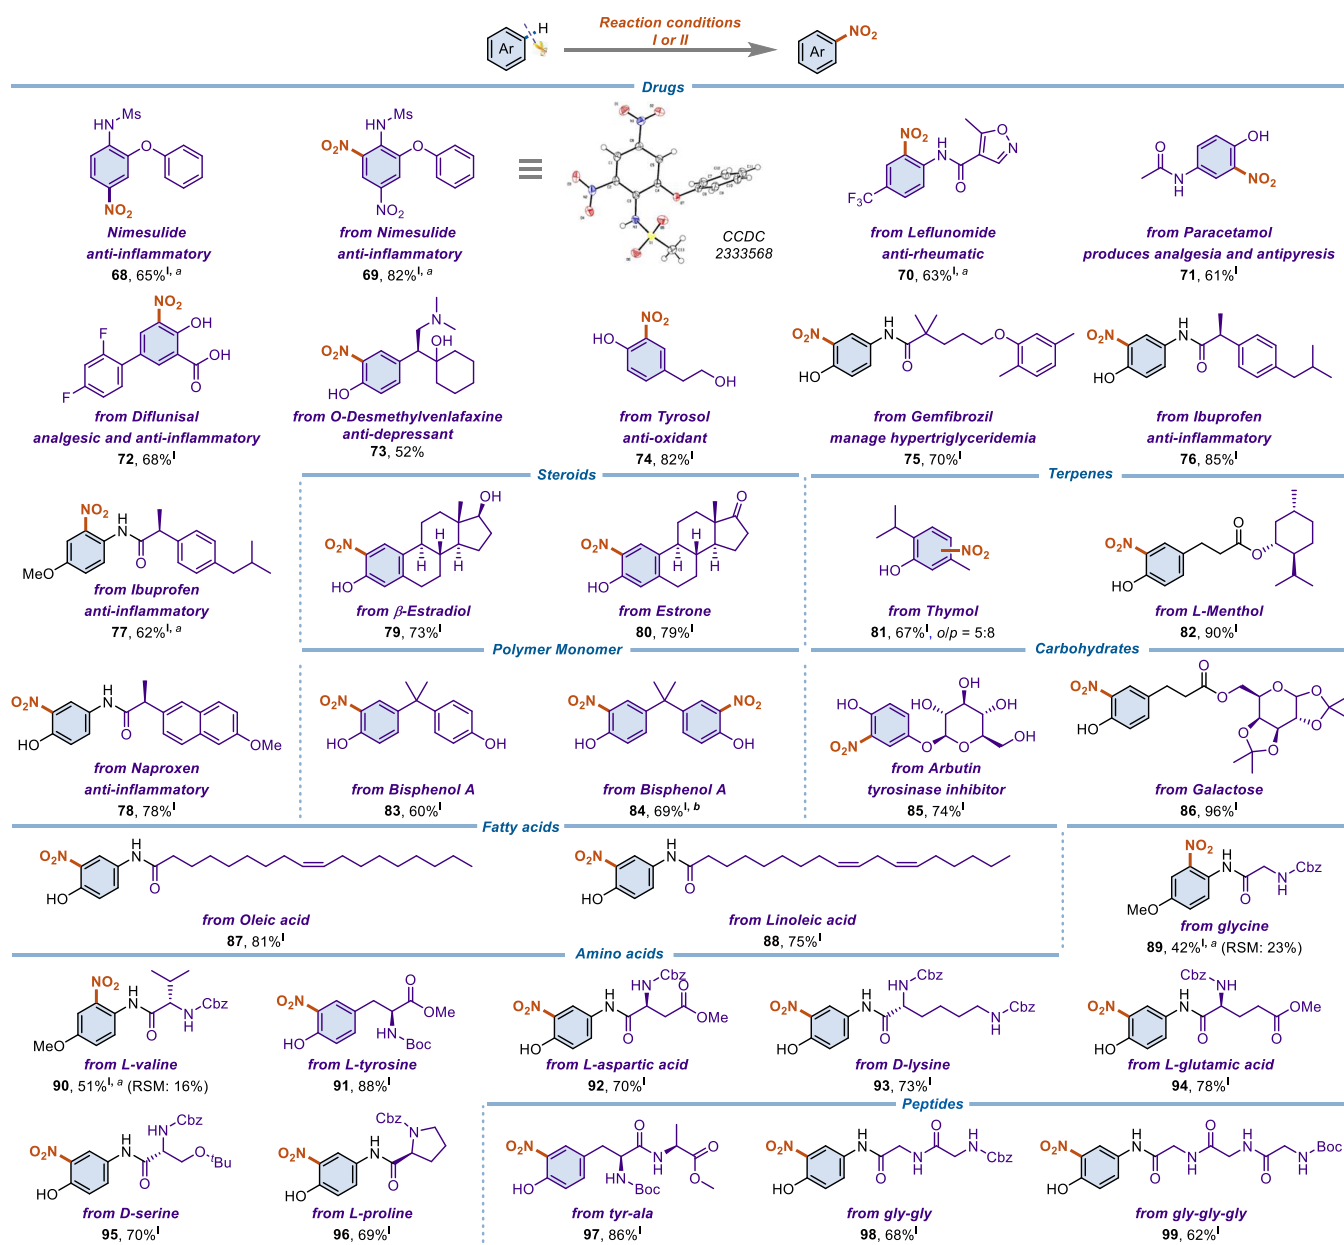 Reaction conditions
I or II
Ar
H
Ar
NO2
Drugs
Nimesulide
anti-inflammatory
68, 65%I, a
from Nimesulide
anti-inflammatory
69, 82%I, a
CCDC
2333568
from Leflunomide
anti-rheumatic
70, 63%I, a
from Paracetamol
produces analgesia and antipyresis
71, 61%I
from Diflunisal
analgesic and anti-inflammatory
72, 68%I
from O-Desmethylvenlafaxine
anti-depressant
73, 52%
from Tyrosol
anti-oxidant
74, 82%I
from Gemfibrozil
manage hypertriglyceridemia
75, 70%I
from Ibuprofen
anti-inflammatory
76, 85%I
Steroids
Terpenes
from Ibuprofen
anti-inflammatory
77, 62%I, a
from β-Estradiol
79, 73%I
from Estrone
80, 79%I
from Thymol
81, 67%I, o/p = 5:8
from L-Menthol
82, 90%I
Polymer Monomer
Carbohydrates
from Naproxen
anti-inflammatory
78, 78%I
from Bisphenol A
83, 60%I
from Bisphenol A
84, 69%I, b
from Arbutin
tyrosinase inhibitor
85, 74%I
from Galactose
86, 96%I
Fatty acids
from Oleic acid
87, 81%I
from Linoleic acid
88, 75%I
from glycine
89, 42%I, a (RSM: 23%)
Amino acids
from L-valine
90, 51%I, a (RSM: 16%)
from L-tyrosine
91, 88%I
from L-aspartic acid
92, 70%I
from D-lysine
93, 73%I
from L-glutamic acid
94, 78%I
Peptides
from D-serine
95, 70%I
from L-proline
96, 69%I
from tyr-ala
97, 86%I
from gly-gly
98, 68%I
from gly-gly-gly
99, 62%I